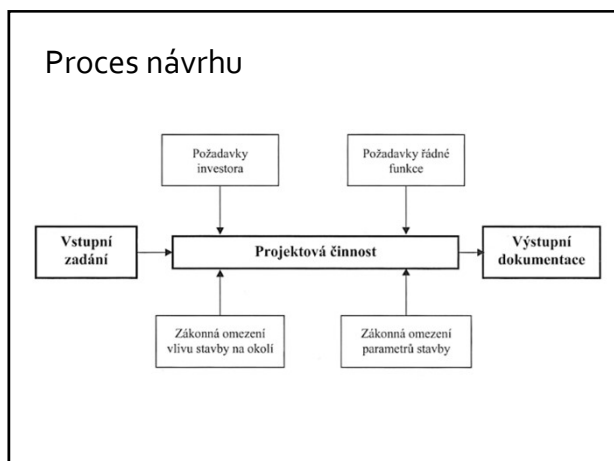 Proces návrhu
Požadavky
investora
Požadavky řádné
funkce
Vstupní
zadání
Projektová činnost
Výstupní
dokumentace
Zákonná omezení
vlivu stavby na okolí
Zákonná omezení
parametrů stavby